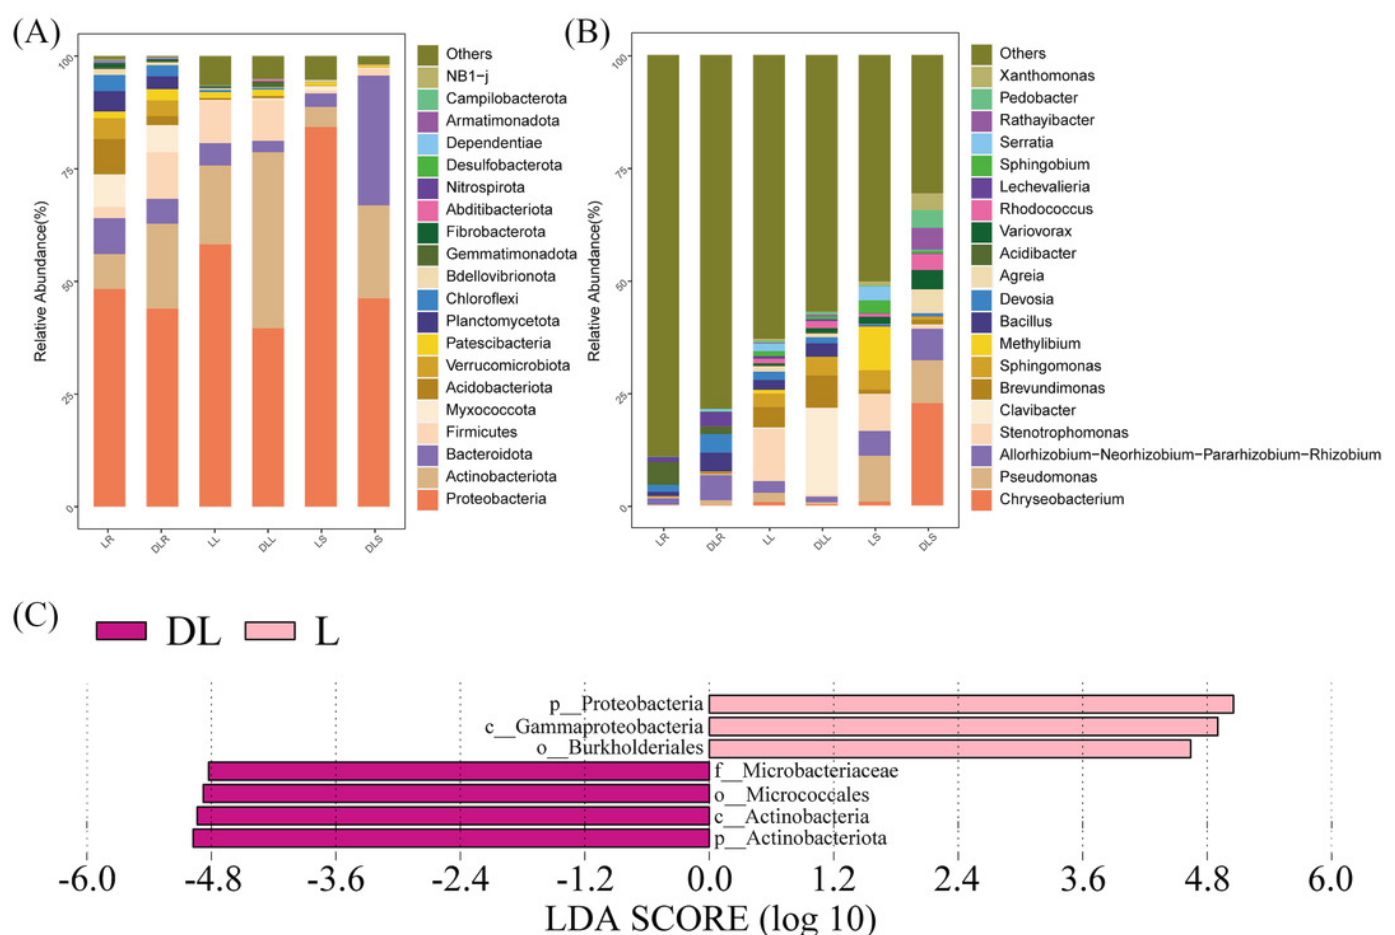 (A)
Relative Abundance(%)
100
75
50
25
0
LR
DLR
LL
DLL
LS
DLS
Others
NB1-j
Campilobacterota
Armatimonadota
Dependentiae
Desulfobacterota
Nitrospirota
Abditibacteriota
Fibrobacterota
Gemmatimonadota
Bdellovibrionota
Chloroflexi
Planctomycetota
Patescibacteria
Verrucomicrobiota
Acidobacteriota
Myxococcota
Firmicutes
Bacteroidota
Actinobacteriota
Proteobacteria
(B)
Relative Abundance(%)
100
75
50
25
0
LR
DLR
LL
DLL
LS
DLS
Others
Xanthomonas
Pedobacter
Rathayibacter
Serratia
Sphingobium
Lechevalieria
Rhodococcus
Variovorax
Acidibacter
Agreia
Devosia
Bacillus
Methylibium
Sphingomonas
Brevundimonas
Clavibacter
Stenotrophomonas
Allorhizobium-Neorhizobium-Pararhizobium-Rhizobium
Pseudomonas
Chryseobacterium
(C)
DL L
p__Proteobacteria
c__Gammaproteobacteria
o__Burkholderiales
f__Microbacteriaceae
o__Micrococcales
c__Actinobacteria
p__Actinobacteriota
-6.0 -4.8 -3.6 -2.4 -1.2 0.0 1.2 2.4 3.6 4.8 6.0
LDA SCORE (log 10)